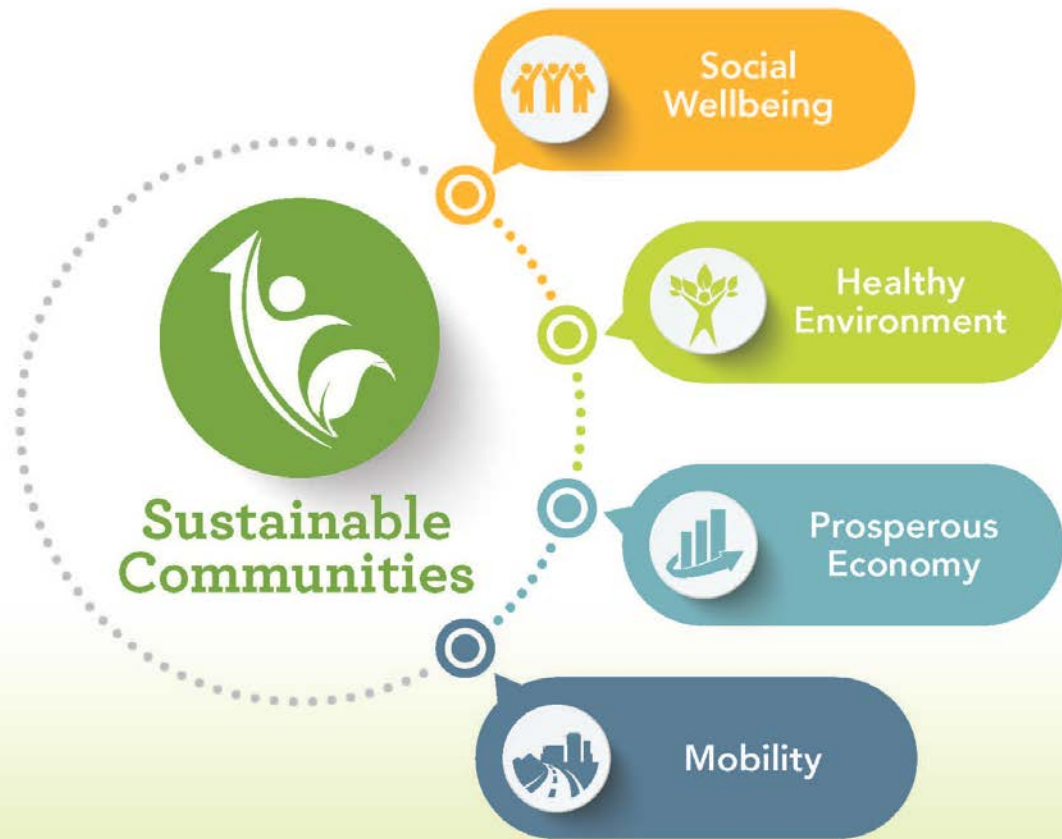 Social
Wellbeing
Healthy
Environment
Sustainable
Communities
Prosperous
Economy
Mobility